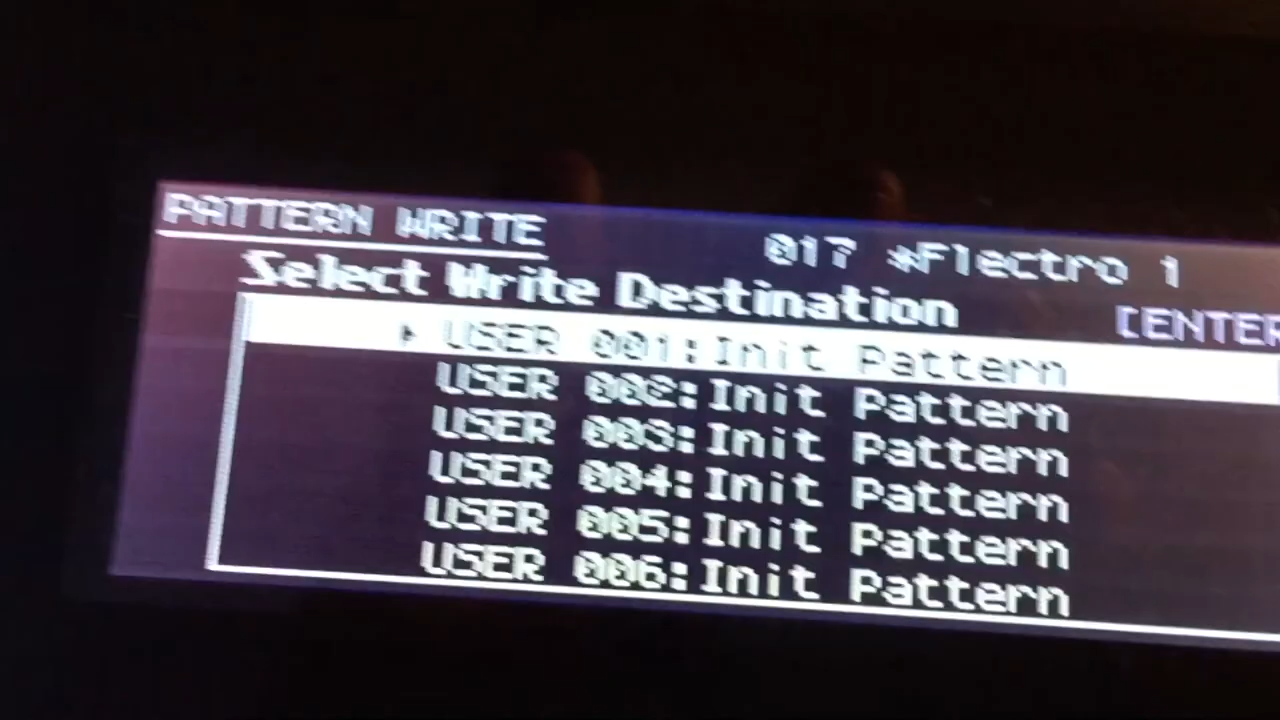 PATTERN WRITE
017 *Flectro 1
Select Write Destination
[ENTER
USER 001:Init Pattern
USER 002:Init Pattern
USER 003:Init Pattern
USER 004:Init Pattern
USER 005:Init Pattern
USER 006:Init Pattern